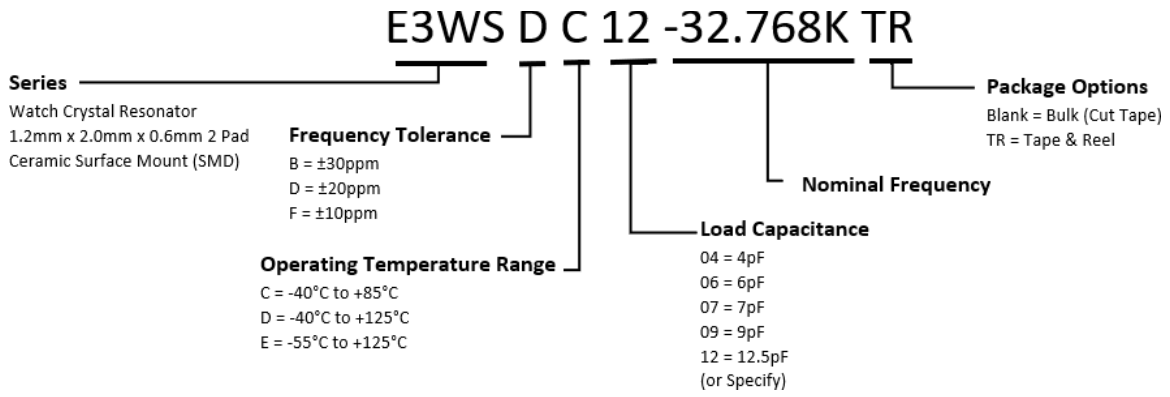 E3WS D C 12 -32.768K TR
Series
Watch Crystal Resonator
1.2mm x 2.0mm x 0.6mm 2 Pad
Ceramic Surface Mount (SMD)
Frequency Tolerance
B = ±30ppm
D = ±20ppm
F = ±10ppm
Operating Temperature Range
C = -40°C to +85°C
D = -40°C to +125°C
E = -55°C to +125°C
Load Capacitance
04 = 4pF
06 = 6pF
07 = 7pF
09 = 9pF
12 = 12.5pF
(or Specify)
Nominal Frequency
Package Options
Blank = Bulk (Cut Tape)
TR = Tape & Reel